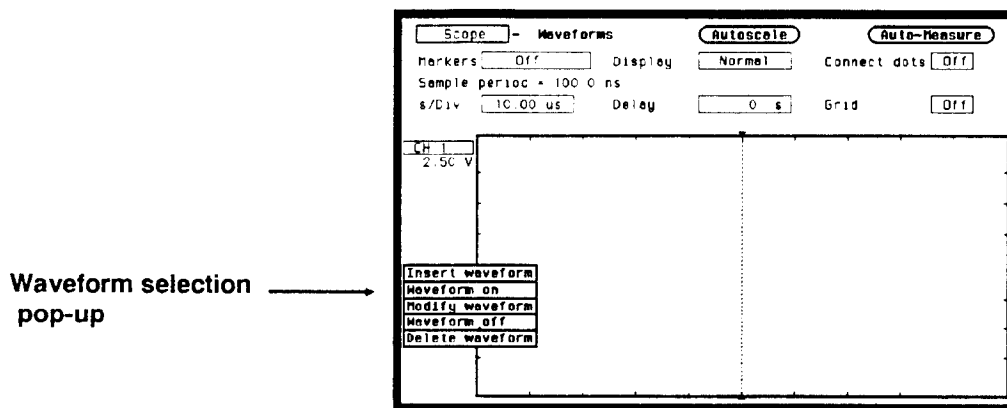 Scope - Waveforms Autoscale Auto-Measure
Markers Off Display Normal Connect dots Off
Sample period = 100.0 ns
s/Div 10.00 us Delay 0 s Grid Off
CH 1
2.50 V
Insert waveform
Waveform on
Modify waveform
Waveform off
Delete waveform
Waveform selection
pop-up